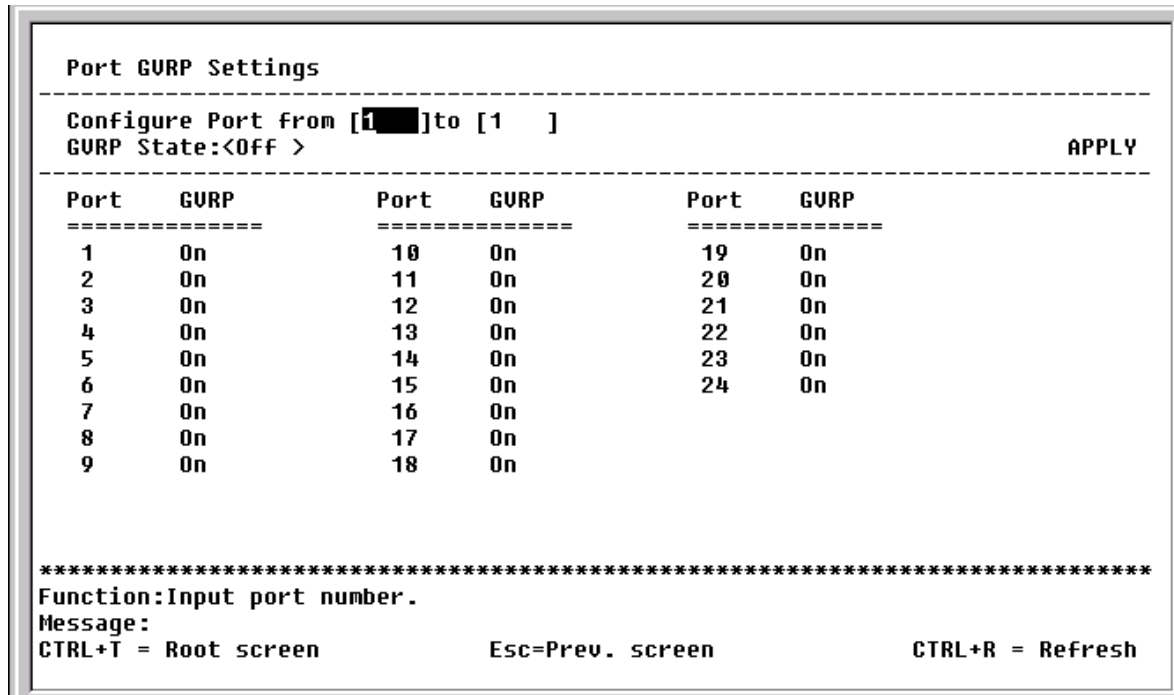 Port GVRP Settings
--------------------------------------------------------------------------------
Configure Port from [1   ]to [1   ]
GVRP State:<Off >                                                      APPLY
--------------------------------------------------------------------------------
Port    GVRP            Port    GVRP            Port    GVRP
==============          ==============          ==============
1       On              10      On              19      On
2       On              11      On              20      On
3       On              12      On              21      On
4       On              13      On              22      On
5       On              14      On              23      On
6       On              15      On              24      On
7       On              16      On
8       On              17      On
9       On              18      On
********************************************************************************
Function:Input port number.
Message:
CTRL+T = Root screen            Esc=Prev. screen            CTRL+R = Refresh